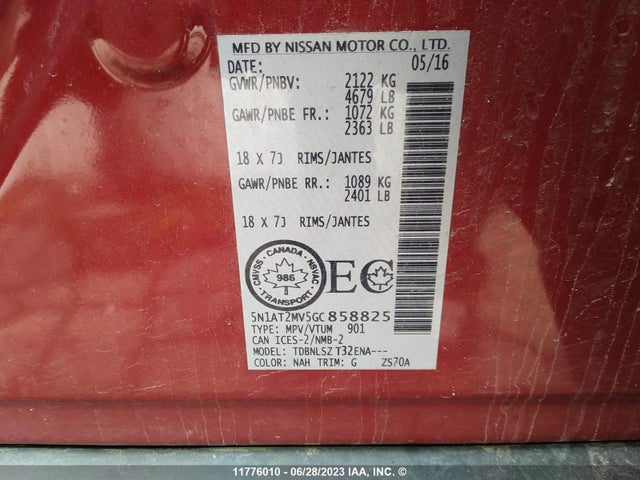 MFD BY NISSAN MOTOR CO., LTD.
DATE: 05/16
GVWR/PNBV: 2122 KG
4679 LB
GAWR/PNBE FR.: 1072 KG
2363 LB
18 X 7J RIMS/JANTES
GAWR/PNBE RR.: 1089 KG
2401 LB
18 X 7J RIMS/JANTES
CMVSS - CANADA - NSVAC
986
TRANSPORT
EC
5N1AT2MV5GC858825
TYPE: MPV/VTUM 901
CAN ICES-2/NMB-2
MODEL: TDBNLSZ T32ENA---
COLOR: NAH TRIM: G ZS70A
11776010 - 06/28/2023 IAA, INC. ©